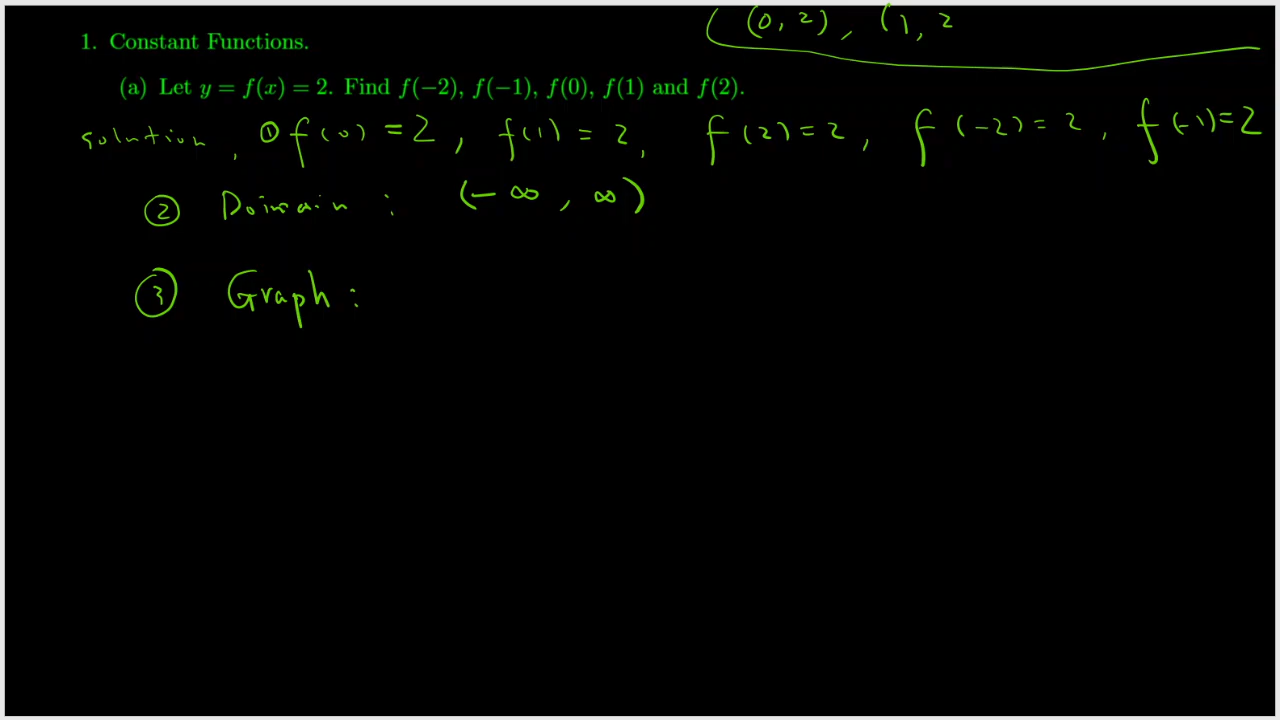 ( (0, 2), (1, 2
1. Constant Functions.
(a) Let y = f(x) = 2. Find f(−2), f(−1), f(0), f(1) and f(2).
Solution, ① f(0) = 2, f(1) = 2, f(2) = 2, f(-2) = 2, f(-1) = 2
② Domain : (-∞, ∞)
③ Graph :